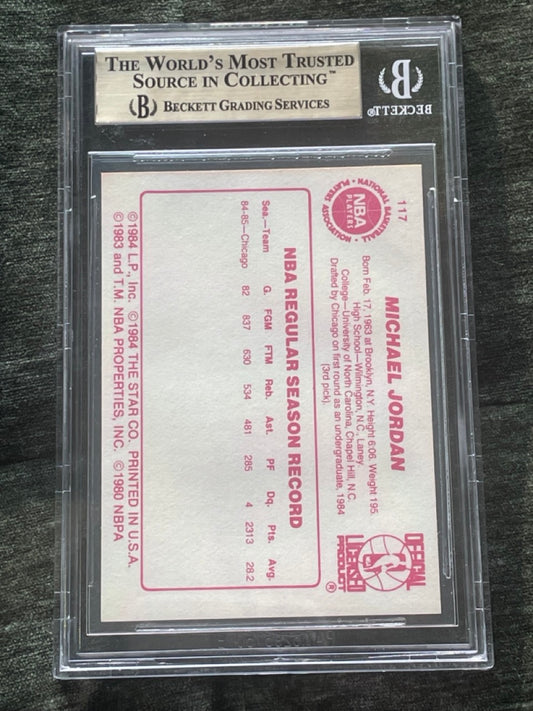 THE WORLD'S MOST TRUSTED
SOURCE IN COLLECTING™
B BECKETT GRADING SERVICES
B
BECKETT®
117
NATIONAL BASKETBALL
PLAYERS
ASSOCIATION
NBA
PLAYERS
MICHAEL JORDAN
Born Feb. 17, 1963 at Brooklyn, N.Y. Height 6:06. Weight 195.
High School—Wilmington, N.C., Laney
College—University of North Carolina, Chapel Hill, N.C.
Drafted by Chicago on first round as an undergraduate, 1984
(3rd pick).
OFFICIAL
LICENSED
PRODUCT
®
NBA REGULAR SEASON RECORD
Sea.—Team G. FGM FTM Reb. Ast. PF Dq. Pts. Avg.
84-85—Chicago 82 837 630 534 481 285 4 2313 28.2
©1984 L.P., Inc. ©1984 THE STAR CO. PRINTED IN U.S.A.
©1983 and T.M. NBA PROPERTIES, INC. ©1980 NBPA